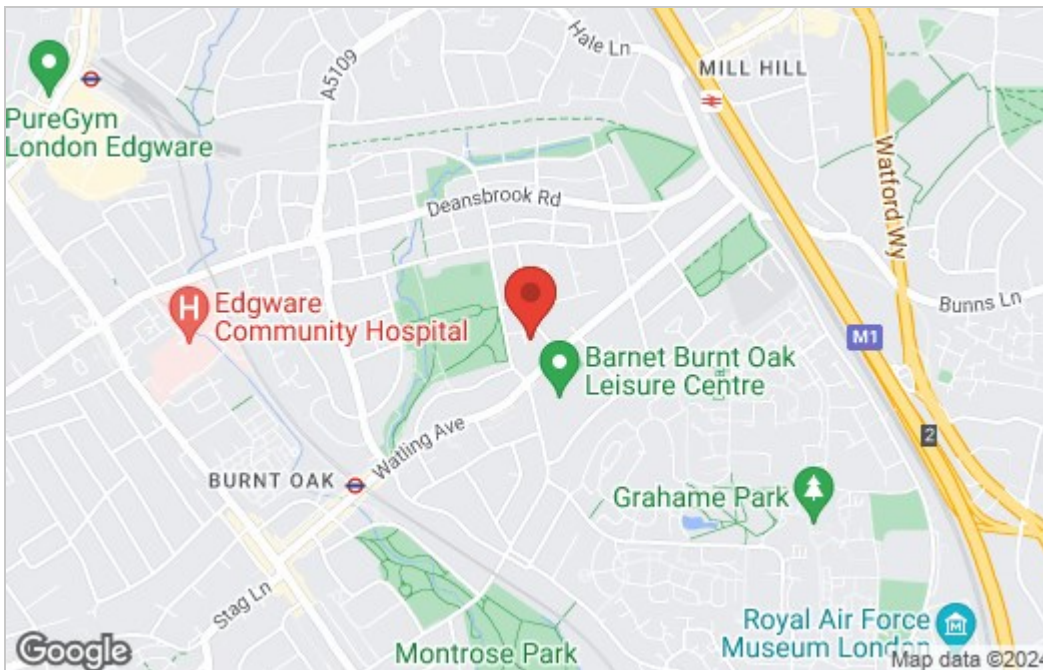 PureGym
London Edgware
A5109
Hale Ln
MILL HILL
Watford Wy
Deansbrook Rd
Edgware
Community Hospital
H
Bunns Ln
M1
Barnet Burnt Oak
Leisure Centre
2
Watling Ave
BURNT OAK
Grahame Park
Stag Ln
Royal Air Force
Museum London
M
Google
Montrose Park
Map data ©2024